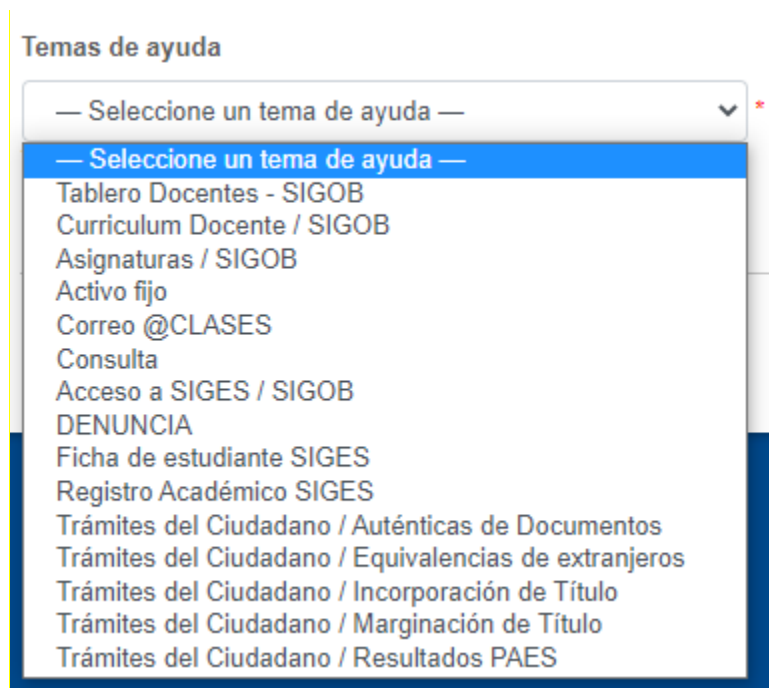 Temas de ayuda
— Seleccione un tema de ayuda — *
— Seleccione un tema de ayuda —
Tablero Docentes - SIGOB
Curriculum Docente / SIGOB
Asignaturas / SIGOB
Activo fijo
Correo @CLASES
Consulta
Acceso a SIGES / SIGOB
DENUNCIA
Ficha de estudiante SIGES
Registro Académico SIGES
Trámites del Ciudadano / Auténticas de Documentos
Trámites del Ciudadano / Equivalencias de extranjeros
Trámites del Ciudadano / Incorporación de Título
Trámites del Ciudadano / Marginación de Título
Trámites del Ciudadano / Resultados PAES